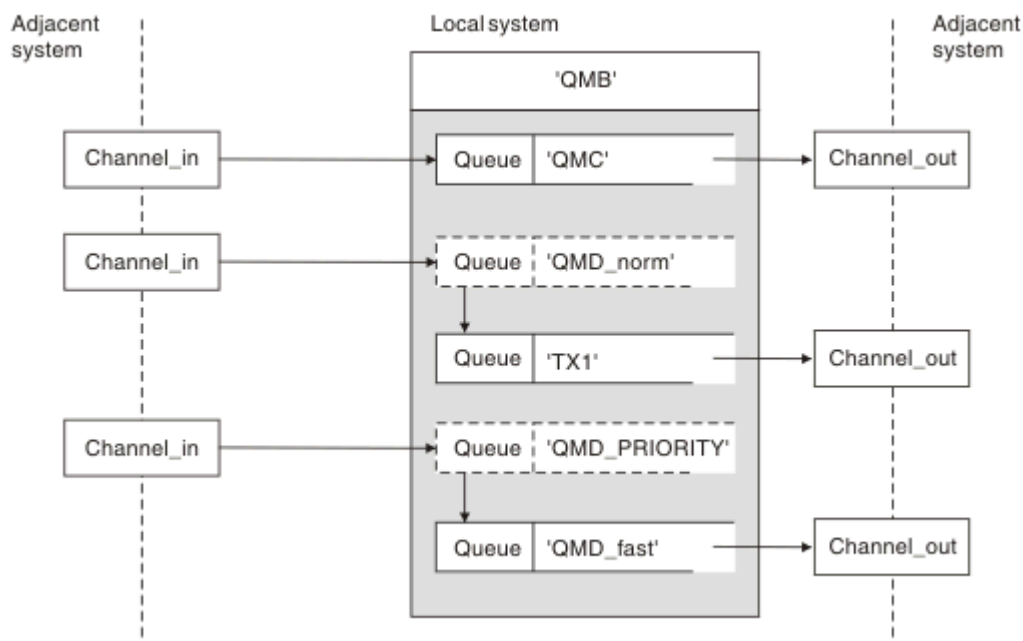 Adjacent
system
Local system
Adjacent
system
'QMB'
Channel_in
Queue 'QMC'
Channel_out
Channel_in
Queue 'QMD_norm'
Queue 'TX1'
Channel_out
Channel_in
Queue 'QMD_PRIORITY'
Queue 'QMD_fast'
Channel_out